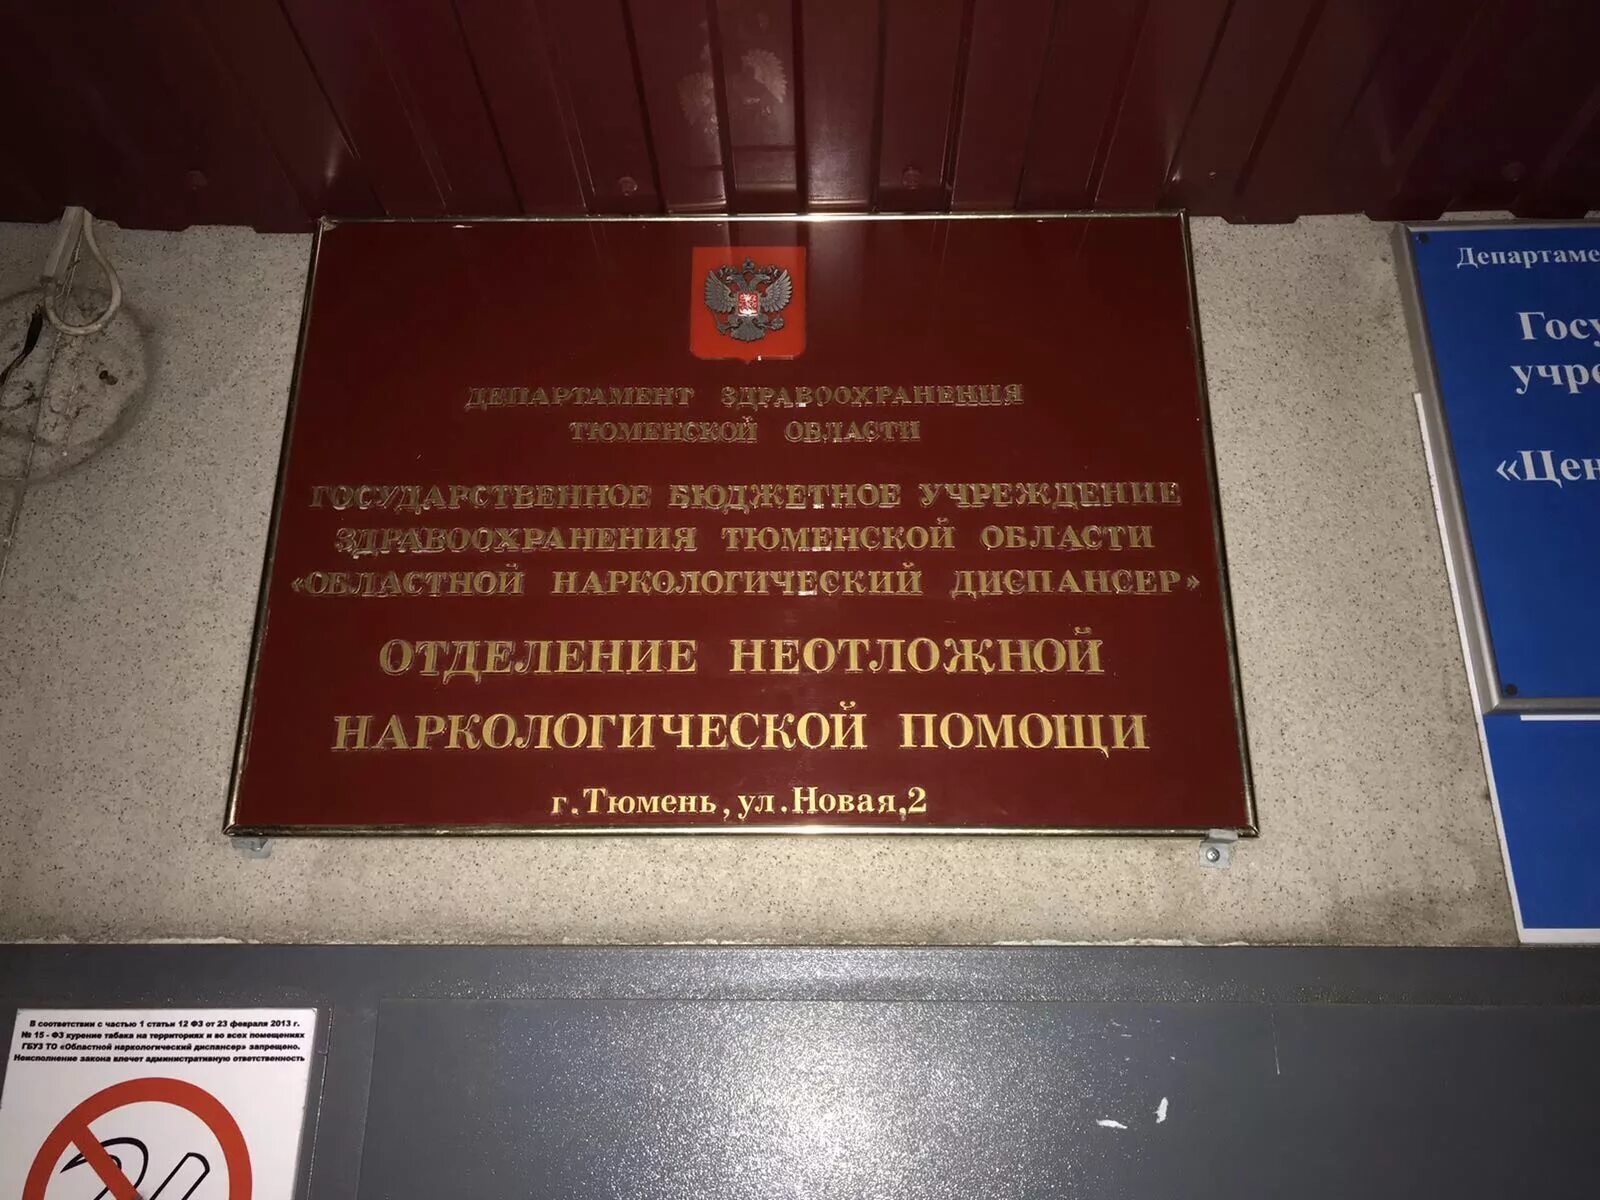 ДЕПАРТАМЕНТ ЗДРАВООХРАНЕНИЯ
ТЮМЕНСКОЙ ОБЛАСТИ
ГОСУДАРСТВЕННОЕ БЮДЖЕТНОЕ УЧРЕЖДЕНИЕ
ЗДРАВООХРАНЕНИЯ ТЮМЕНСКОЙ ОБЛАСТИ
«ОБЛАСТНОЙ НАРКОЛОГИЧЕСКИЙ ДИСПАНСЕР»
ОТДЕЛЕНИЕ НЕОТЛОЖНОЙ
НАРКОЛОГИЧЕСКОЙ ПОМОЩИ
г.Тюмень, ул.Новая,2
Департаме
Госу
учре
«Цен
В соответствии с частью 1 статьи 12 ФЗ от 23 февраля 2013 г.
№ 15 - ФЗ курение табака на территориях и во всех помещениях
ГБУЗ ТО «Областной наркологический диспансер» запрещено.
Неисполнение закона влечет административную ответственность